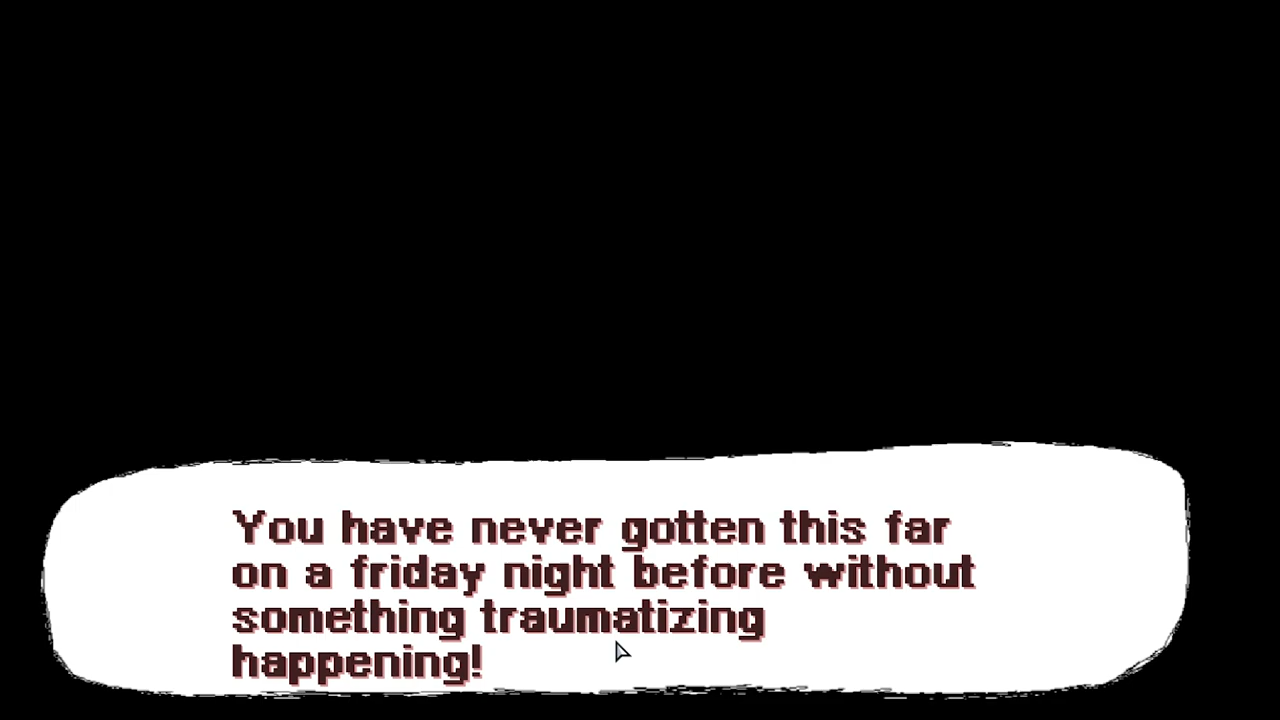 You have never gotten this far
on a friday night before without
something traumatizing
happening!